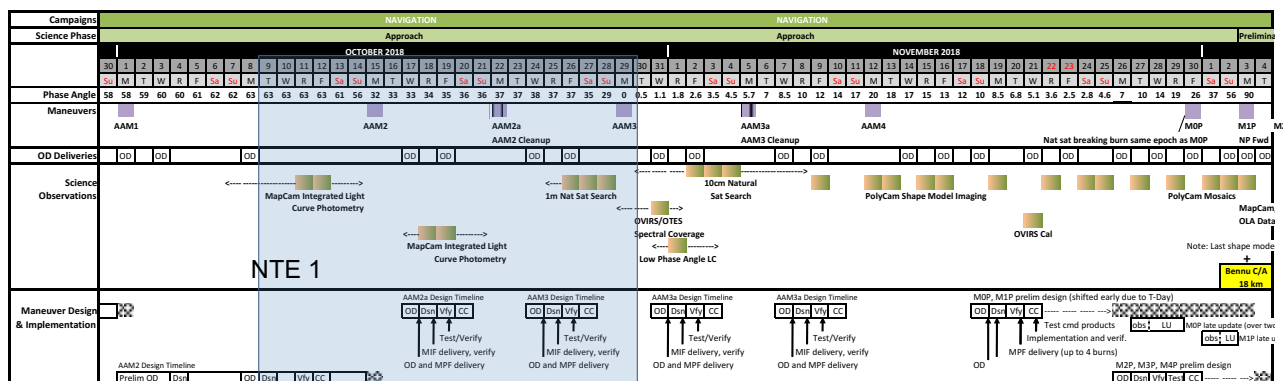 Campaigns NAVIGATION NAVIGATION
Science Phase Approach Approach Prelimina
OCTOBER 2018 NOVEMBER 2018
30 1 2 3 4 5 6 7 8 9 10 11 12 13 14 15 16 17 18 19 20 21 22 23 24 25 26 27 28 29 30 31 1 2 3 4 5 6 7 8 9 10 11 12 13 14 15 16 17 18 19 20 21 22 23 24 25 26 27 28 29 30 1 2 3 4
Su M T W R F Sa Su M T W R F Sa Su M T W R F Sa Su M T W R F Sa Su M T W R F Sa Su M T W R F Sa Su M T W R F Sa Su M T W R F Sa Su M T W R F Sa Su M T
Phase Angle 58 58 59 60 60 61 62 62 63 63 63 63 63 61 56 32 33 33 34 35 36 36 37 37 37 37 37 35 29 0 0.5 1.1 1.8 2.6 3.5 4.5 5.7 7 8.5 10 12 14 17 20 18 14 15 13 12 10 8.5 6.8 5.1 3.6 2.5 2.8 4.6 7 10 14 19 26 37 56 90
Maneuvers
AAM1 AAM2 AAM2a AAM3 AAM3a AAM4 M0P M1P M2
AAM2 Cleanup AAM3 Cleanup Nat sat breaking burn same epoch as M0P NP Fwd
OD Deliveries OD OD OD OD OD OD OD OD OD OD OD OD OD OD OD OD OD OD OD OD OD
Science
Observations
MapCam Integrated Light
Curve Photometry
1m Nat Sat Search
10cm Natural
Sat Search
PolyCam Shape Model Imaging
PolyCam Mosaics
OVIRS/OTES
Spectral Coverage
MapCam
OLA Data
OVIRS Cal
MapCam Integrated Light
Curve Photometry
Low Phase Angle LC
Note: Last shape mode
+
Bennu C/A
18 km
NTE 1
Maneuver Design
& Implementation
AAM2a Design Timeline
OD Dsn Vfy CC
Test/Verify
MIF delivery, verify
OD and MPF delivery
AAM3 Design Timeline
OD Dsn Vfy CC
Test/Verify
MIF delivery, verify
OD and MPF delivery
AAM3a Design Timeline
OD Dsn Vfy CC
Test/Verify
MIF delivery, verify
OD and MPF delivery
AAM3a Design Timeline
OD Dsn Vfy CC
Test/Verify
MIF delivery, verify
OD and MPF delivery
M0P, M1P prelim design (shifted early due to T-Day)
OD Dsn Vfy CC
Test cmd products
Implementation and verif.
MPF delivery (up to 4 burns)
OD
obs LU M0P late update (over two
obs LU M1P late u
AAM2 Design Timeline
Prelim OD Dsn OD Dsn Vfy CC
M2P, M3P, M4P prelim design
OD Dsn Vfy Test CC